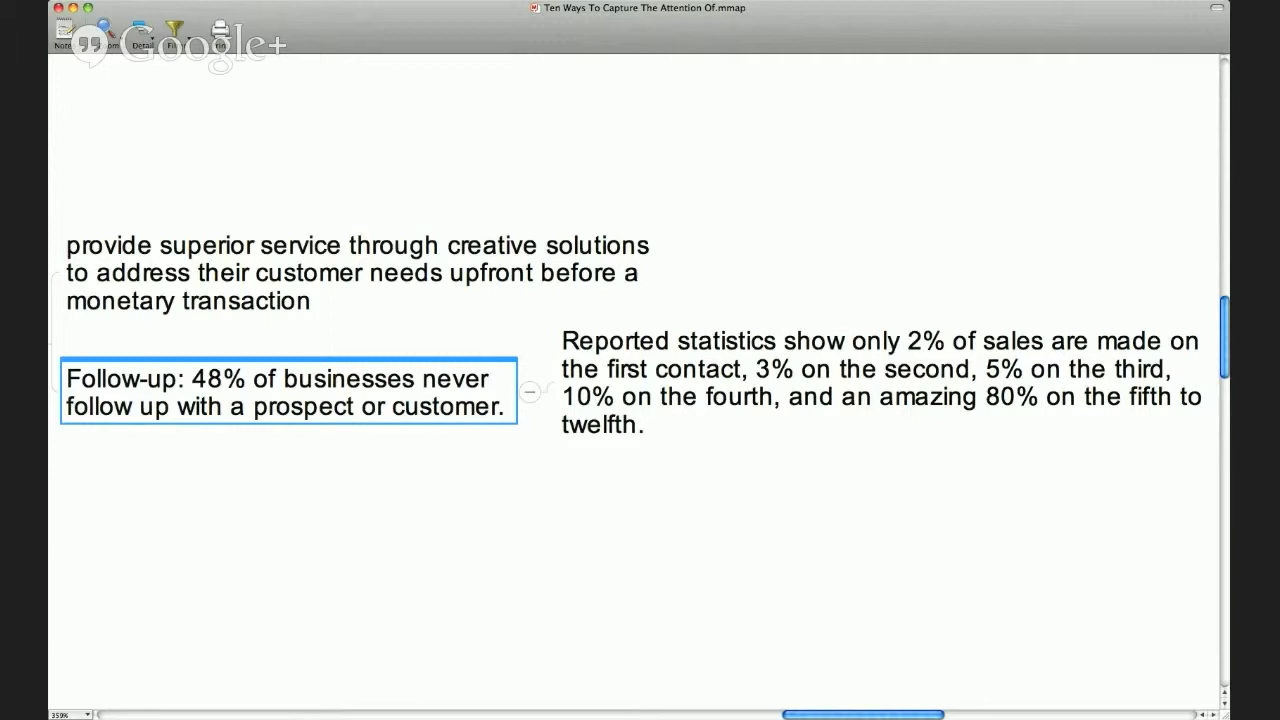 Ten Ways To Capture The Attention Of.mmap
Google+
provide superior service through creative solutions
to address their customer needs upfront before a
monetary transaction
Follow-up: 48% of businesses never
follow up with a prospect or customer.
Reported statistics show only 2% of sales are made on
the first contact, 3% on the second, 5% on the third,
10% on the fourth, and an amazing 80% on the fifth to
twelfth.
359%